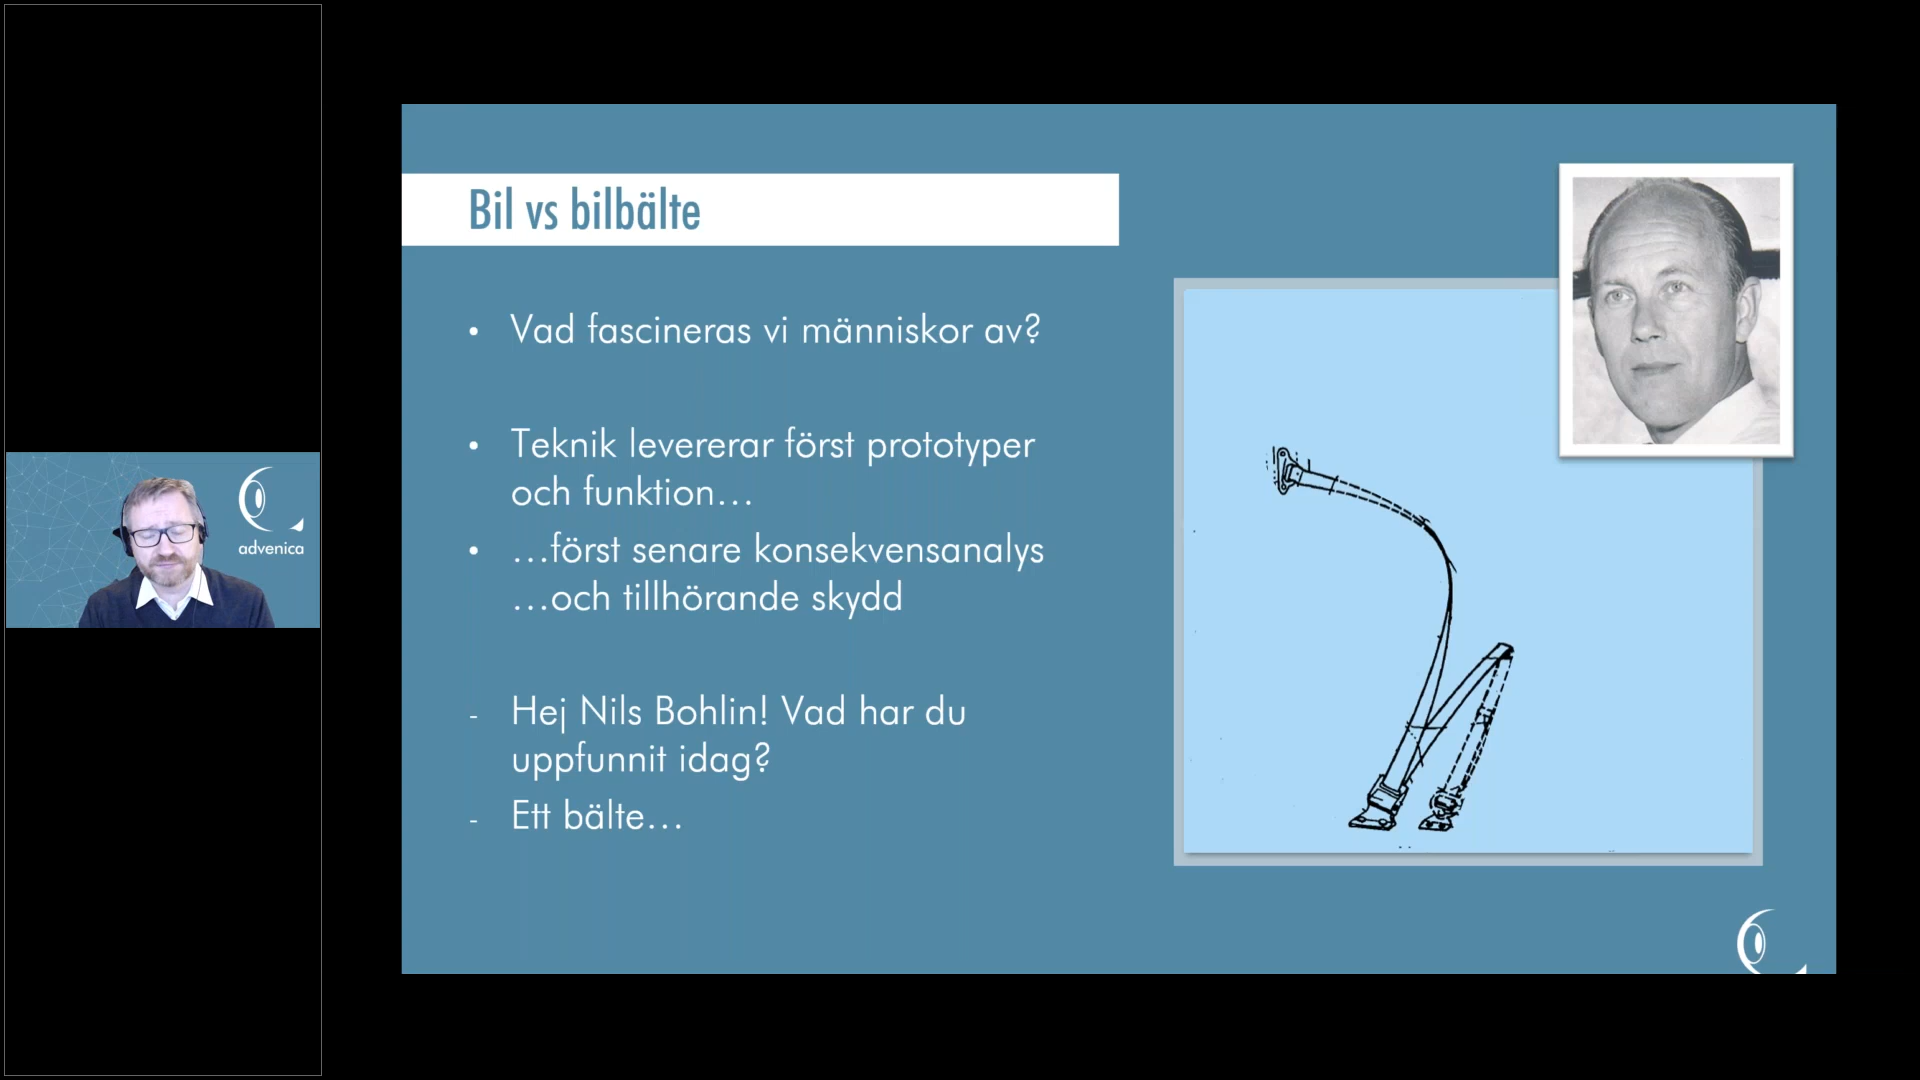 Bil vs bilbälte
• Vad fascineras vi människor av?
• Teknik levererar först prototyper
och funktion…
• …först senare konsekvensanalys
…och tillhörande skydd
- Hej Nils Bohlin! Vad har du
uppfunnit idag?
- Ett bälte…
advenica